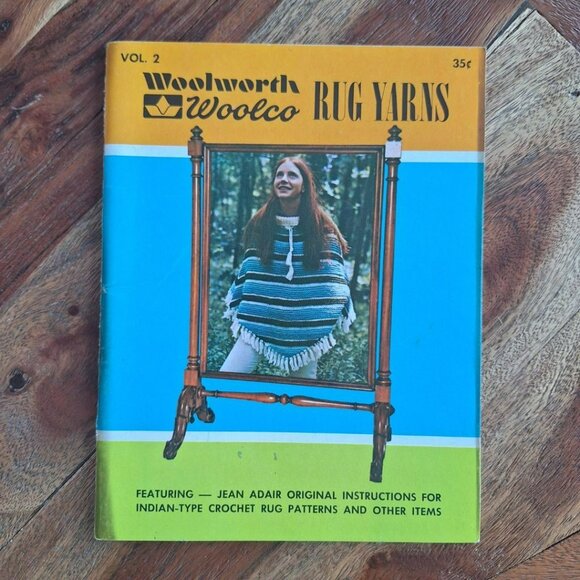 VOL. 2
35¢
Woolworth
Woolco
RUG YARNS
FEATURING — JEAN ADAIR ORIGINAL INSTRUCTIONS FOR
INDIAN-TYPE CROCHET RUG PATTERNS AND OTHER ITEMS